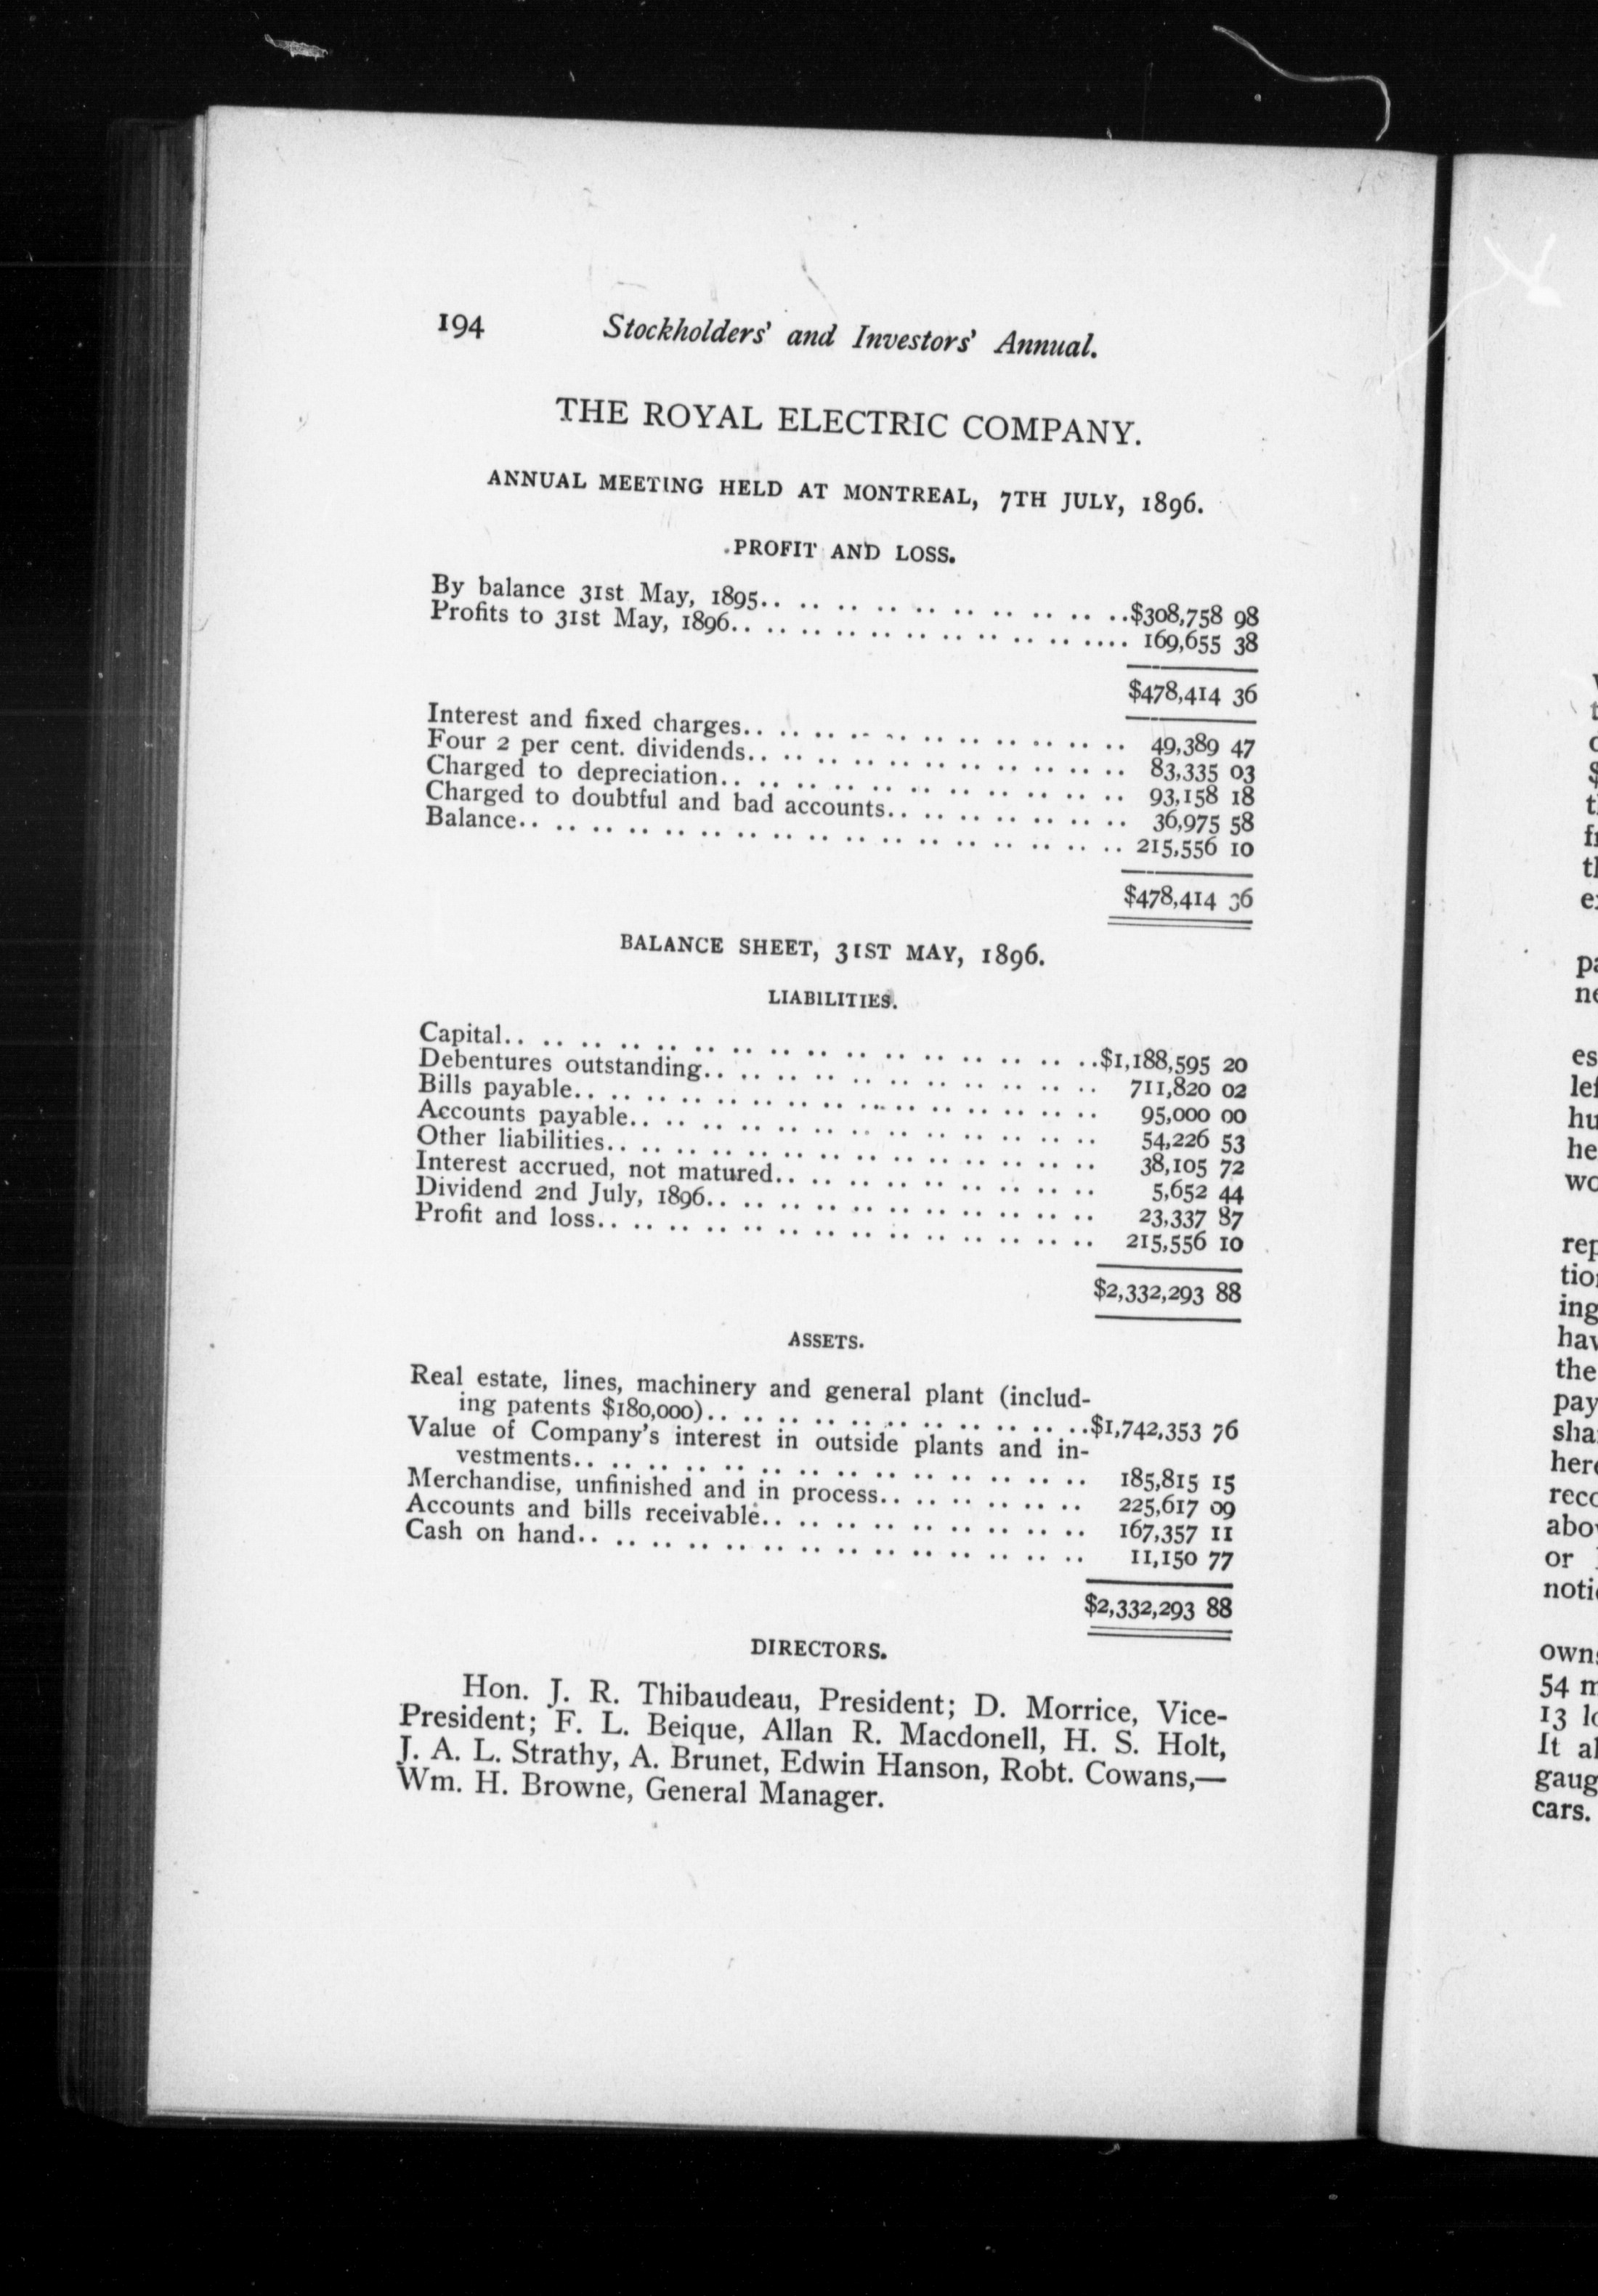 194 Stockholders' and Investors' Annual.
THE ROYAL ELECTRIC COMPANY.
ANNUAL MEETING HELD AT MONTREAL, 7TH JULY, 1896.
PROFIT AND LOSS.
By balance 31st May, 1895.. .. .. .. .. .. .. .. .. .. ..$308,758 98
Profits to 31st May, 1896.. .. .. .. .. .. .. .. .. .. .... 169,655 38
$478,414 36
Interest and fixed charges.. .. .. .. .. .. .. .. .. .. .. 49,389 47
Four 2 per cent. dividends.. .. .. .. .. .. .. .. .. .. .. 83,335 03
Charged to depreciation.. .. .. .. .. .. .. .. .. .. .. .. 93,158 18
Charged to doubtful and bad accounts.. .. .. .. .. .. .. 36,975 58
Balance.. .. .. .. .. .. .. .. .. .. .. .. .. .. .. .. .. 215,556 10
$478,414 36
BALANCE SHEET, 31ST MAY, 1896.
LIABILITIES.
Capital.. .. .. .. .. .. .. .. .. .. .. .. .. .. .. .. ..$1,188,595 20
Debentures outstanding.. .. .. .. .. .. .. .. .. .. .. 711,820 02
Bills payable.. .. .. .. .. .. .. .. .. .. .. .. .. .. .. 95,000 00
Accounts payable.. .. .. .. .. .. .. .. .. .. .. .. .. 54,226 53
Other liabilities.. .. .. .. .. .. .. .. .. .. .. .. .. .. 38,105 72
Interest accrued, not matured.. .. .. .. .. .. .. .. .. 5,652 44
Dividend 2nd July, 1896.. .. .. .. .. .. .. .. .. .. .. 23,337 87
Profit and loss.. .. .. .. .. .. .. .. .. .. .. .. .. .. 215,556 10
$2,332,293 88
ASSETS.
Real estate, lines, machinery and general plant (includ-
ing patents $180,000).. .. .. .. .. .. .. .. .. .. ..$1,742,353 76
Value of Company's interest in outside plants and in-
vestments.. .. .. .. .. .. .. .. .. .. .. .. .. .. .. 185,815 15
Merchandise, unfinished and in process.. .. .. .. .. .. 225,617 09
Accounts and bills receivable.. .. .. .. .. .. .. .. .. 167,357 11
Cash on hand.. .. .. .. .. .. .. .. .. .. .. .. .. .. 11,150 77
$2,332,293 88
DIRECTORS.
Hon. J. R. Thibaudeau, President; D. Morrice, Vice-
President; F. L. Beique, Allan R. Macdonell, H. S. Holt,
J. A. L. Strathy, A. Brunet, Edwin Hanson, Robt. Cowans,—
Wm. H. Browne, General Manager.
es
hu
he
the
pay
or
54
13
It
cars.